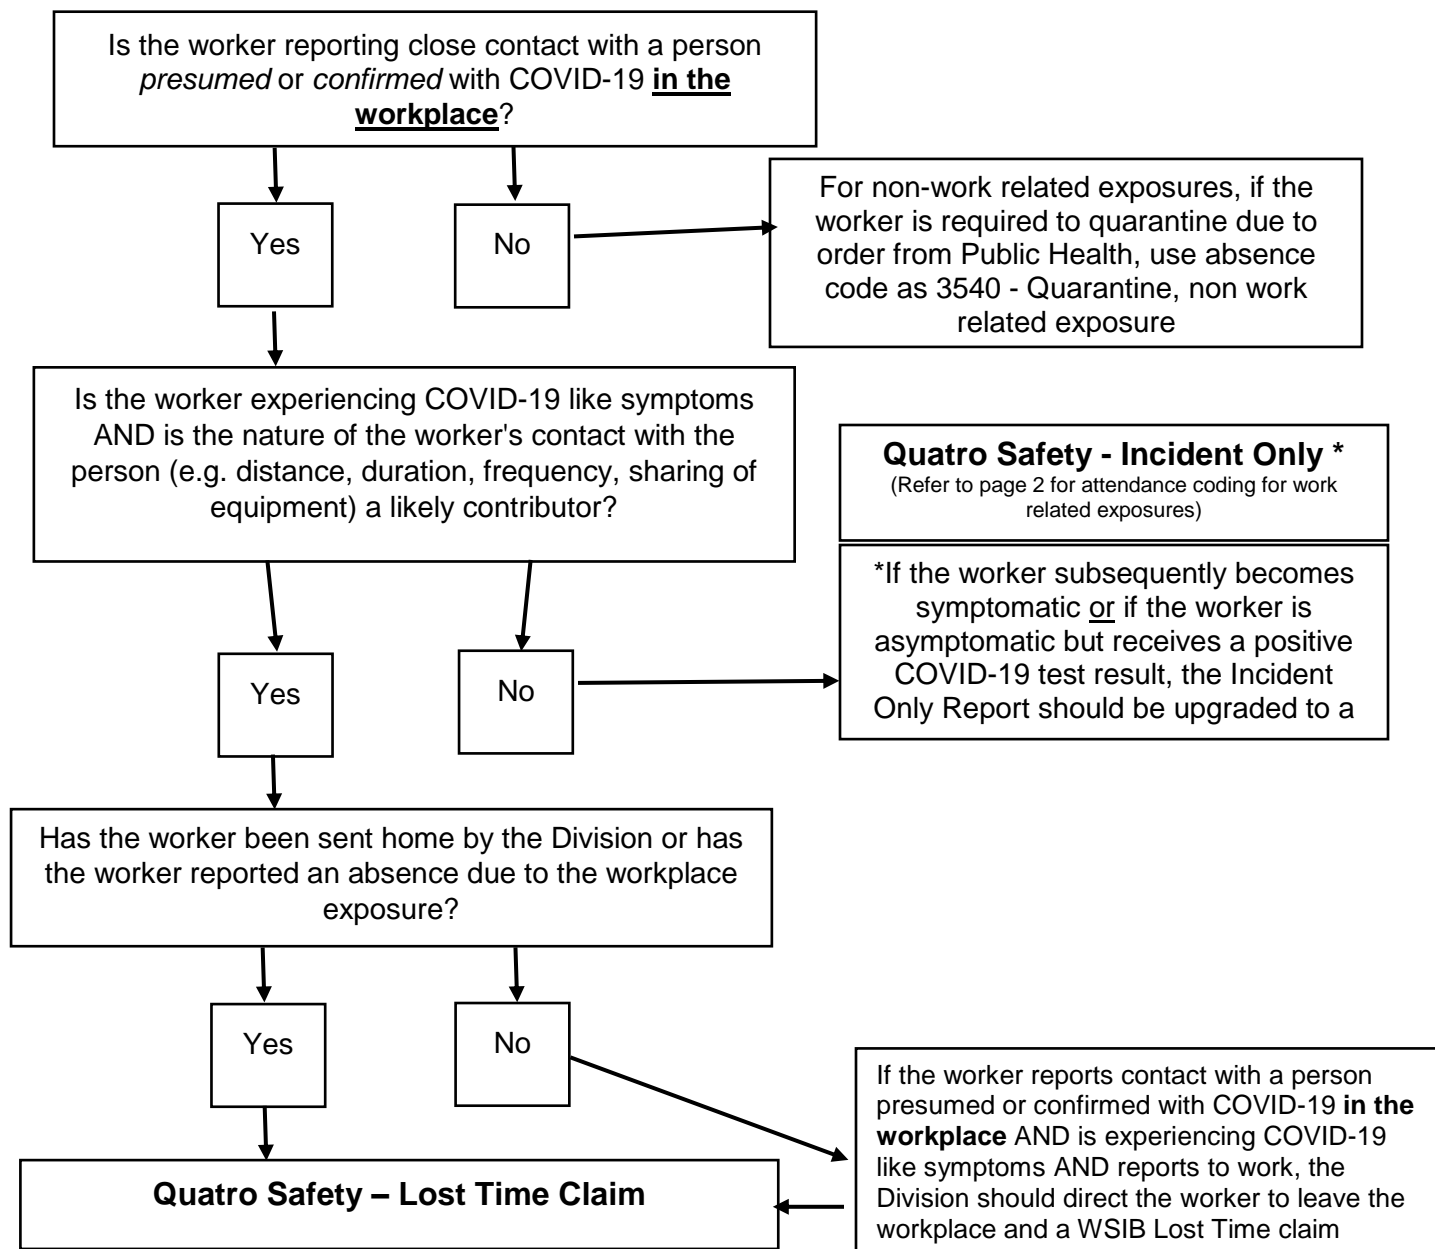 Is the worker reporting close contact with a person
presumed or confirmed with COVID-19 in the
workplace?
Yes
No
For non-work related exposures, if the
worker is required to quarantine due to
order from Public Health, use absence
code as 3540 - Quarantine, non work
related exposure
Is the worker experiencing COVID-19 like symptoms
AND is the nature of the worker's contact with the
person (e.g. distance, duration, frequency, sharing of
equipment) a likely contributor?
Quatro Safety - Incident Only *
(Refer to page 2 for attendance coding for work
related exposures)
*If the worker subsequently becomes
symptomatic or if the worker is
asymptomatic but receives a positive
COVID-19 test result, the Incident
Only Report should be upgraded to a
Yes
No
Has the worker been sent home by the Division or has
the worker reported an absence due to the workplace
exposure?
Yes
No
If the worker reports contact with a person
presumed or confirmed with COVID-19 in the
workplace AND is experiencing COVID-19
like symptoms AND reports to work, the
Division should direct the worker to leave the
workplace and a WSIB Lost Time claim
Quatro Safety – Lost Time Claim